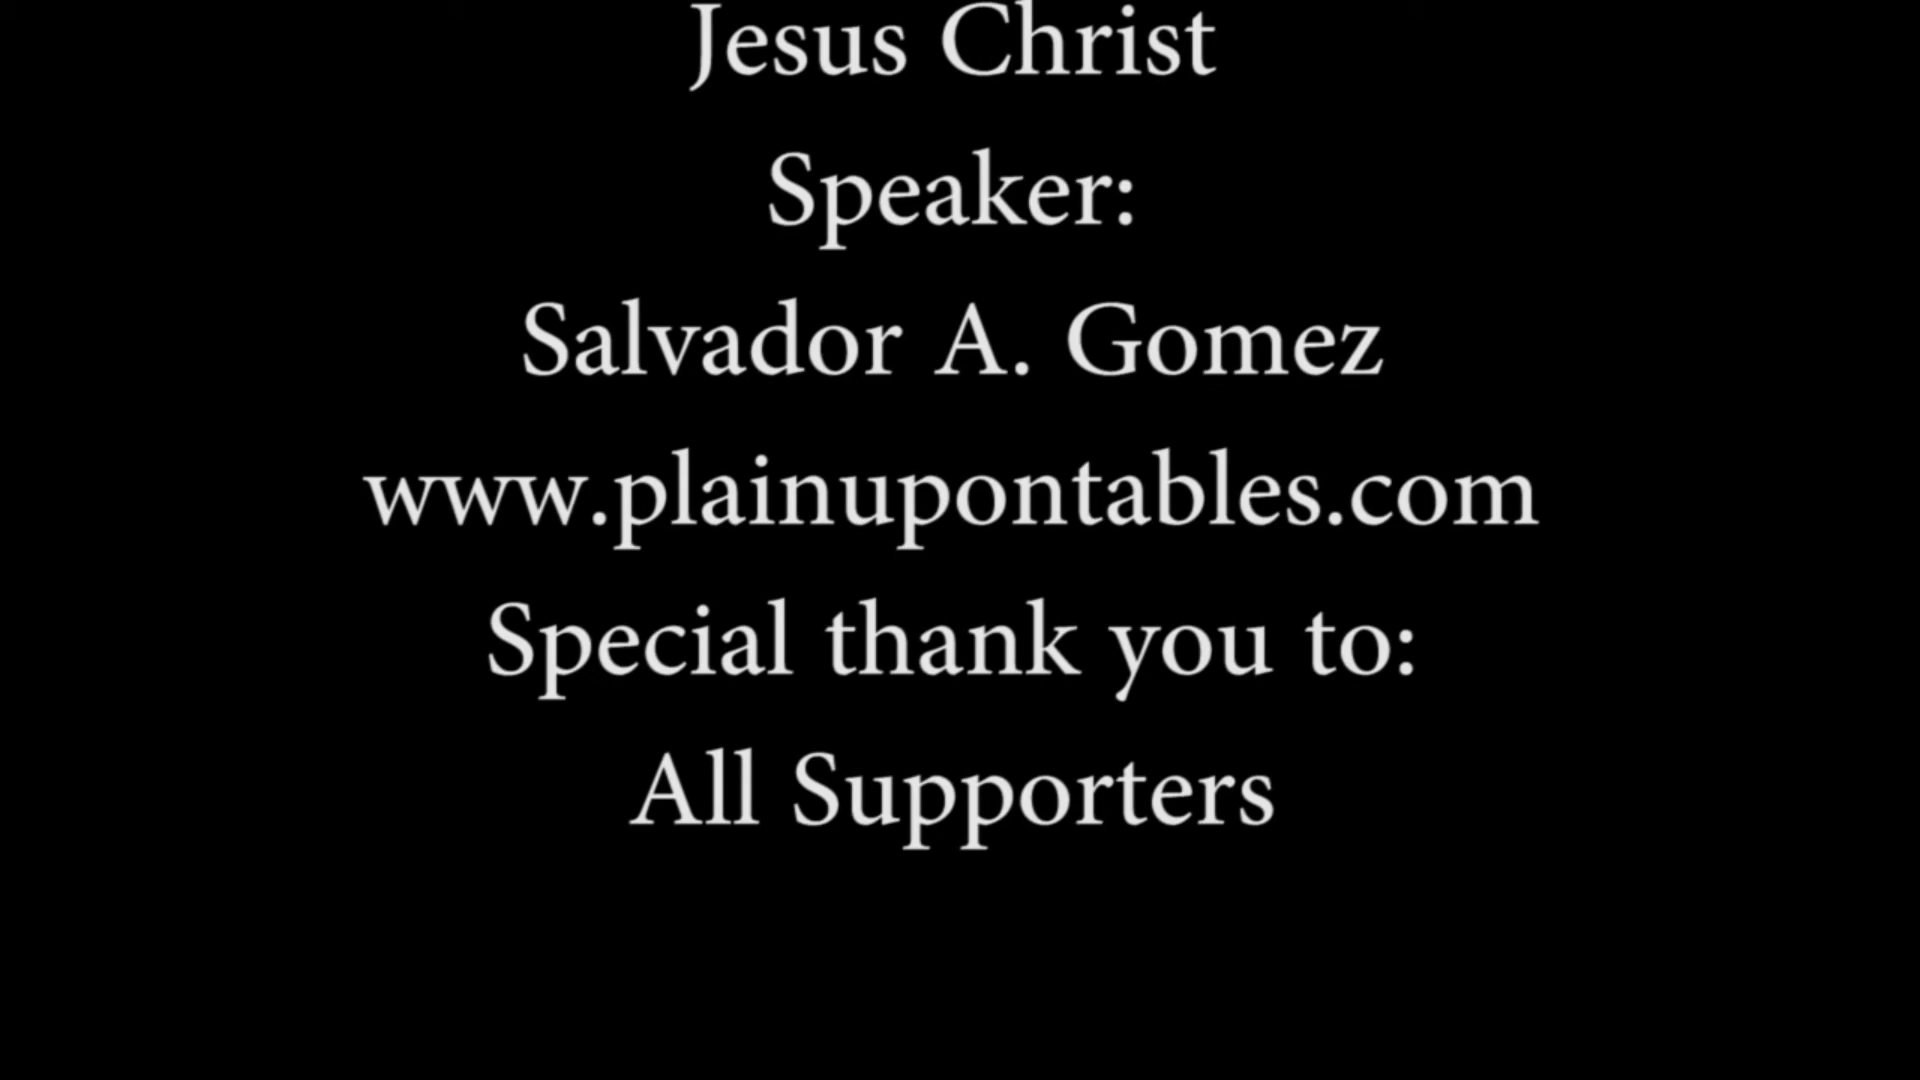 Jesus Christ
Speaker:
Salvador A. Gomez
www.plainupontables.com
Special thank you to:
All Supporters